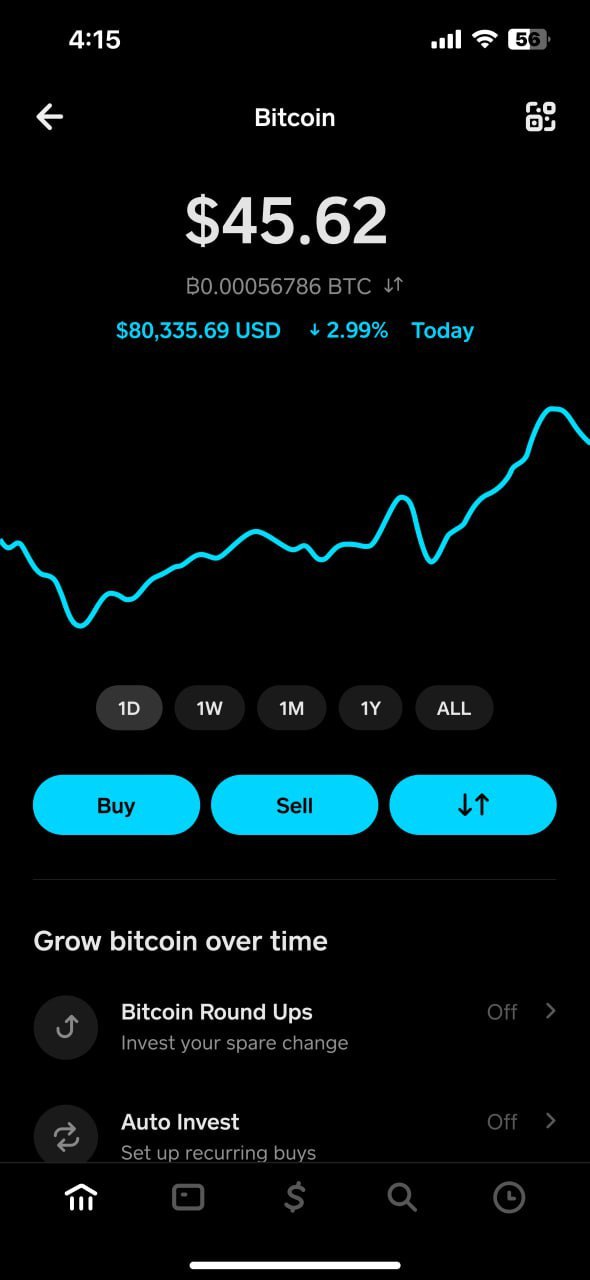 4:15
56
Bitcoin
$45.62
₿0.00056786 BTC
$80,335.69 USD ↓ 2.99% Today
1D 1W 1M 1Y ALL
Buy Sell
Grow bitcoin over time
Bitcoin Round Ups Off
Invest your spare change
Auto Invest Off
Set up recurring buys